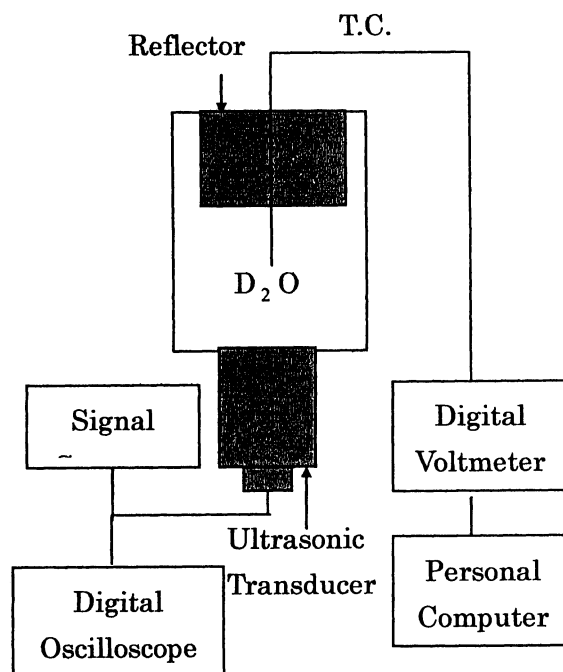 T.C.
Reflector
D₂O
Signal
~
Digital
Voltmeter
Ultrasonic
Transducer
Digital
Oscilloscope
Personal
Computer